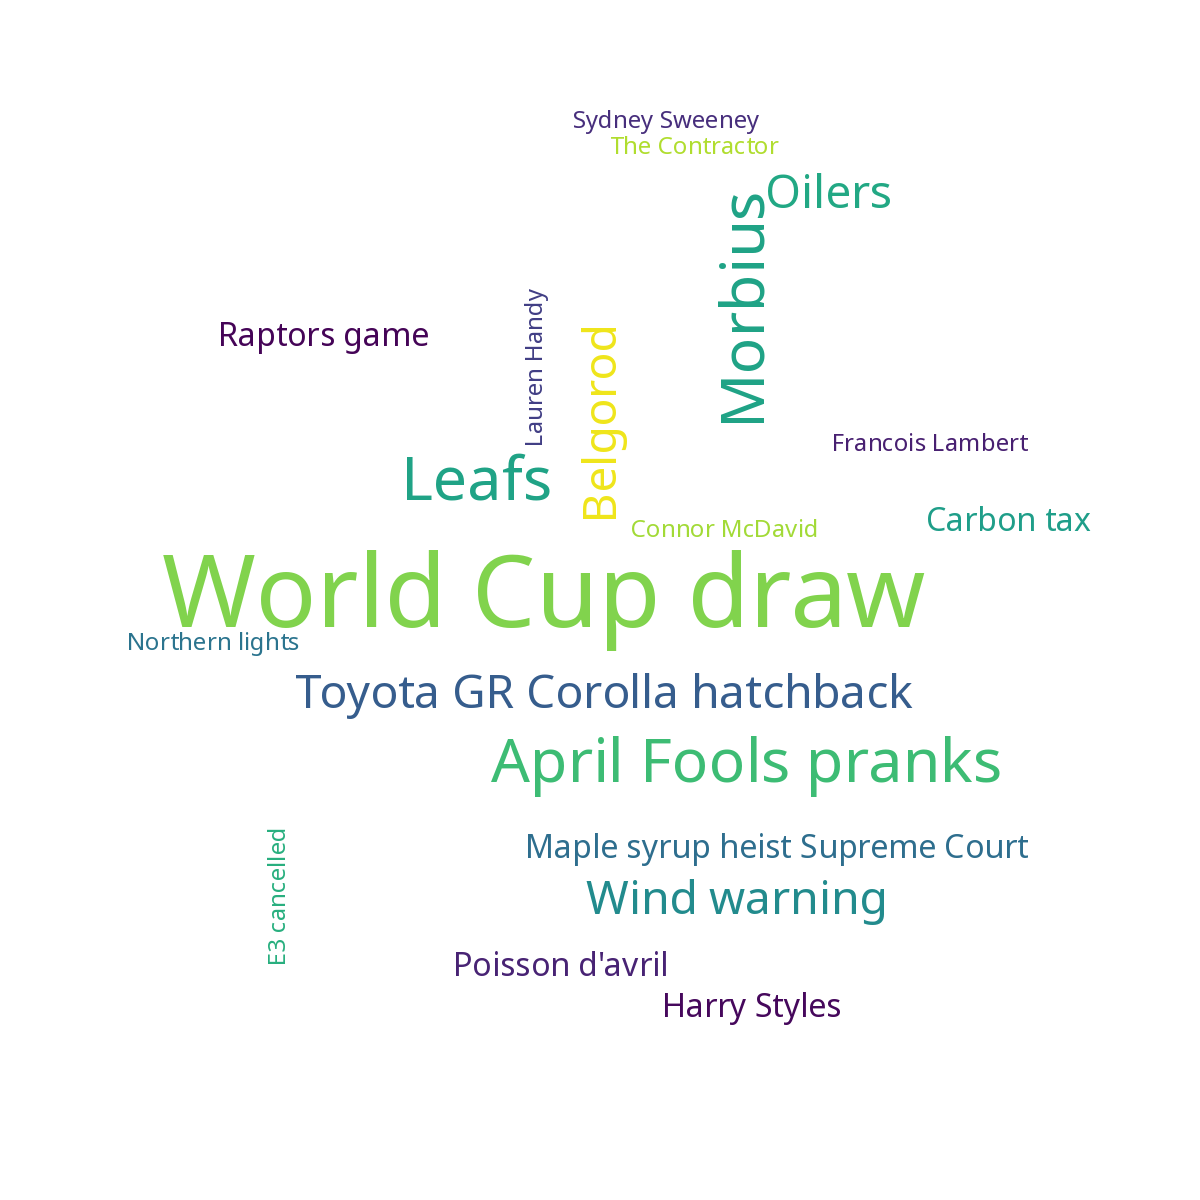 Sydney Sweeney
The Contractor
Oilers
Morbius
Lauren Handy
Raptors game
Belgorod
Francois Lambert
Leafs
Carbon tax
Connor McDavid
World Cup draw
Northern lights
Toyota GR Corolla hatchback
April Fools pranks
E3 cancelled
Maple syrup heist Supreme Court
Wind warning
Poisson d'avril
Harry Styles